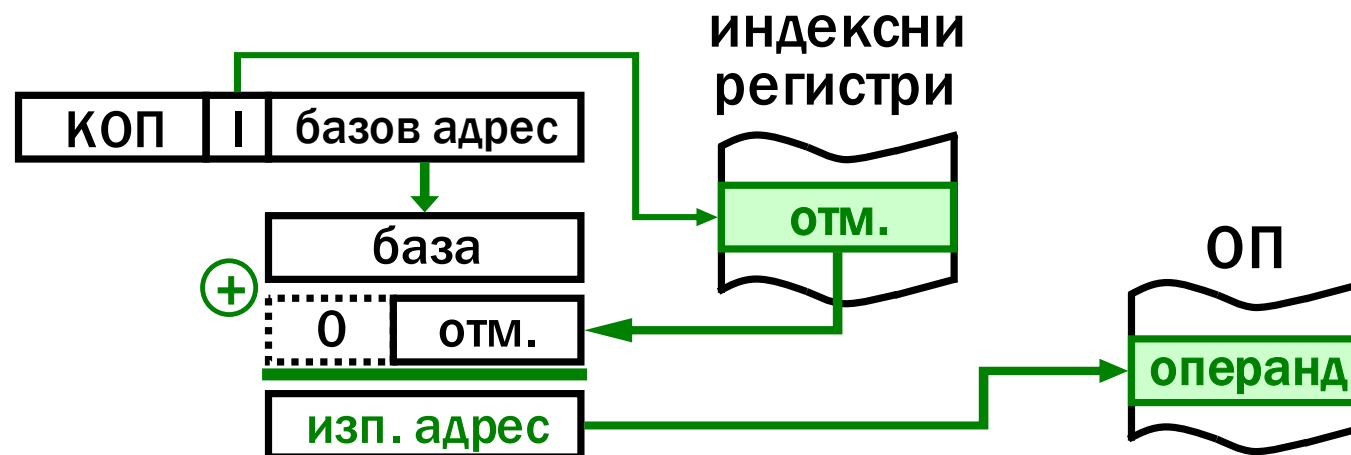 индексни
регистри
КОП I базов адрес
отм.
база
ОП
+
0 отм.
операнд
изп. адрес